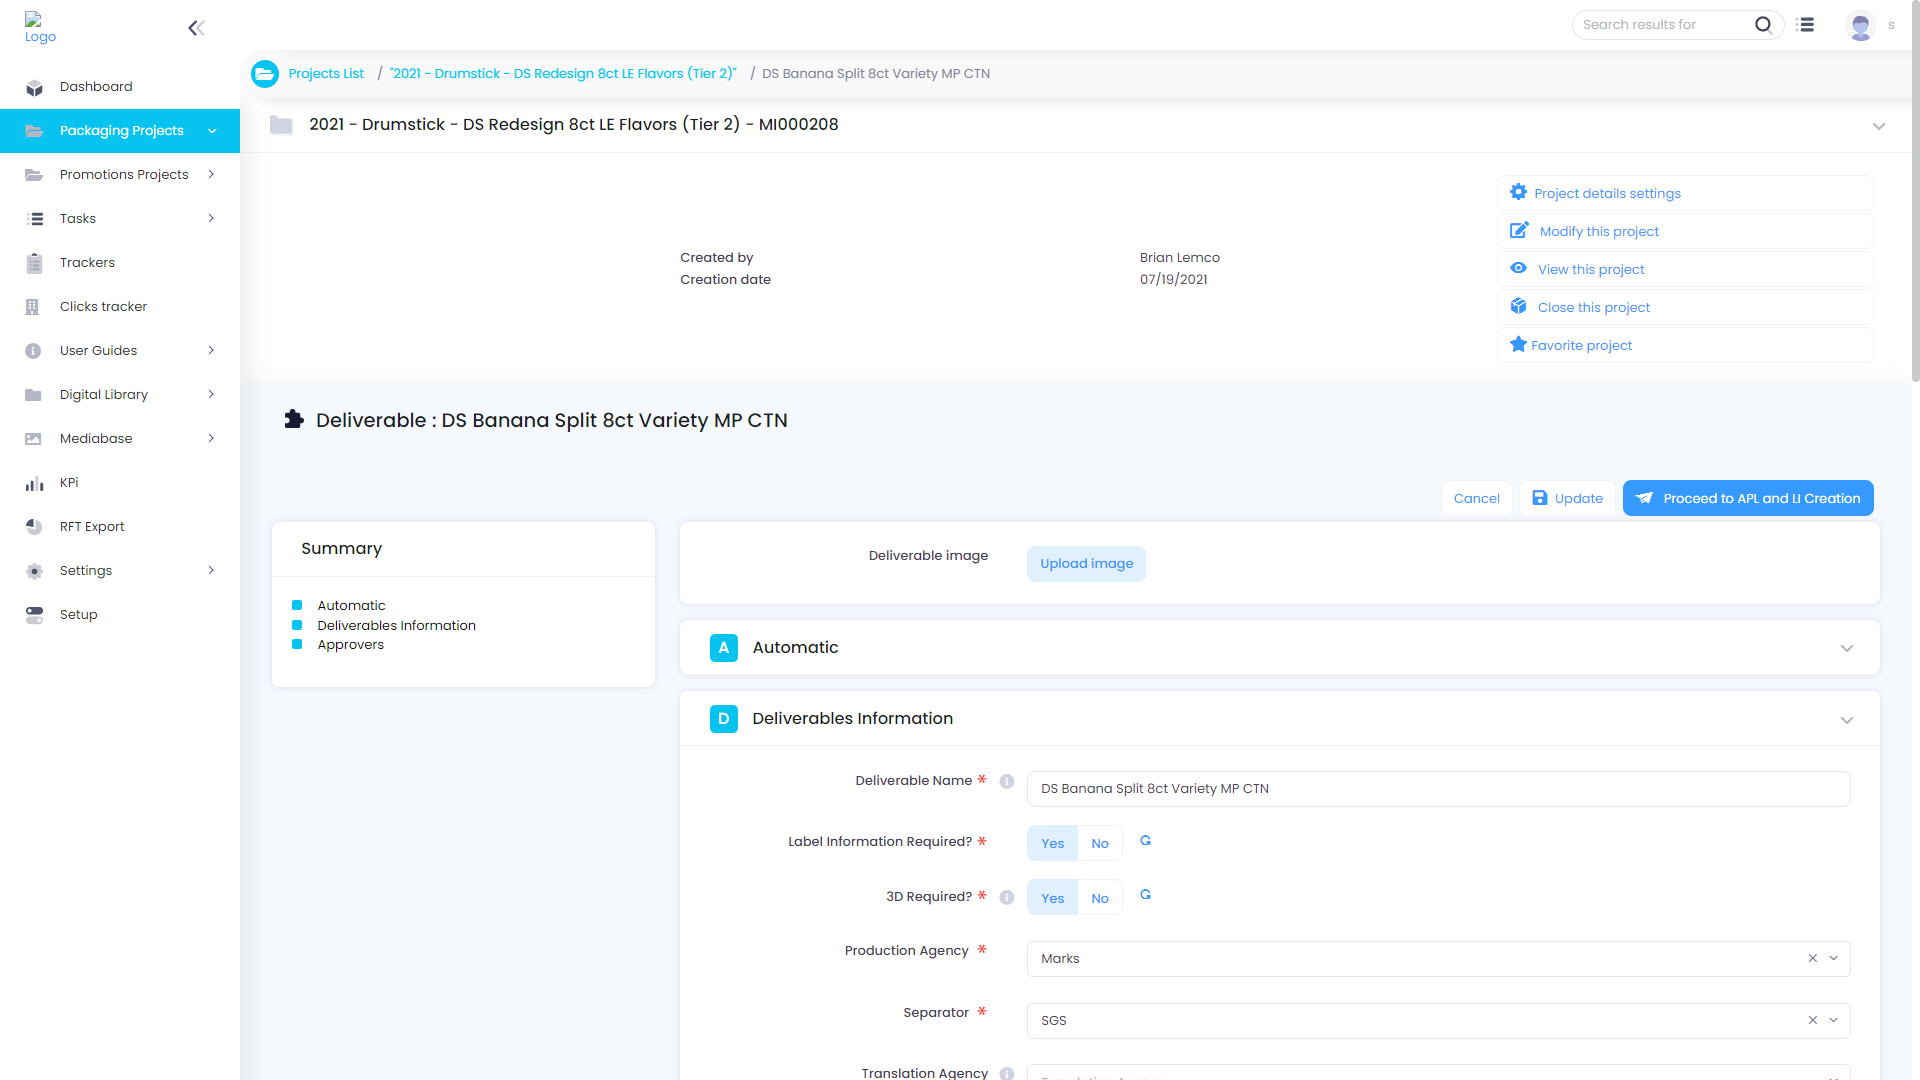 Logo
Search results for
s
Dashboard
Packaging Projects
Promotions Projects
Tasks
Trackers
Clicks tracker
User Guides
Digital Library
Mediabase
KPi
RFT Export
Settings
Setup
Projects List / "2021 - Drumstick - DS Redesign 8ct LE Flavors (Tier 2)" / DS Banana Split 8ct Variety MP CTN
2021 - Drumstick - DS Redesign 8ct LE Flavors (Tier 2) - MI000208
Created by Brian Lemco
Creation date 07/19/2021
Project details settings
Modify this project
View this project
Close this project
Favorite project
Deliverable : DS Banana Split 8ct Variety MP CTN
Cancel Update Proceed to APL and LI Creation
Summary
Automatic
Deliverables Information
Approvers
Deliverable image Upload image
A Automatic
D Deliverables Information
Deliverable Name * DS Banana Split 8ct Variety MP CTN
Label Information Required? * Yes No
3D Required? * Yes No
Production Agency * Marks
Separator * SGS
Translation Agency